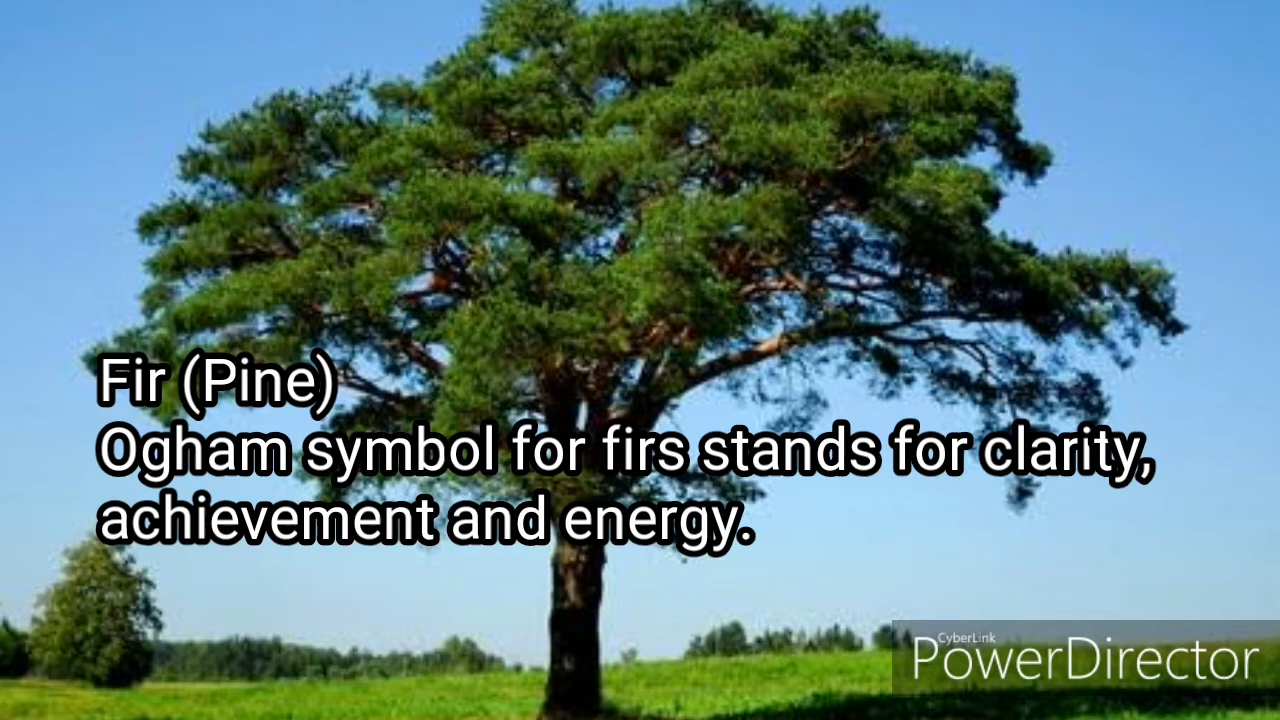 Fir (Pine)
Ogham symbol for firs stands for clarity,
achievement and energy.
CyberLink
PowerDirector